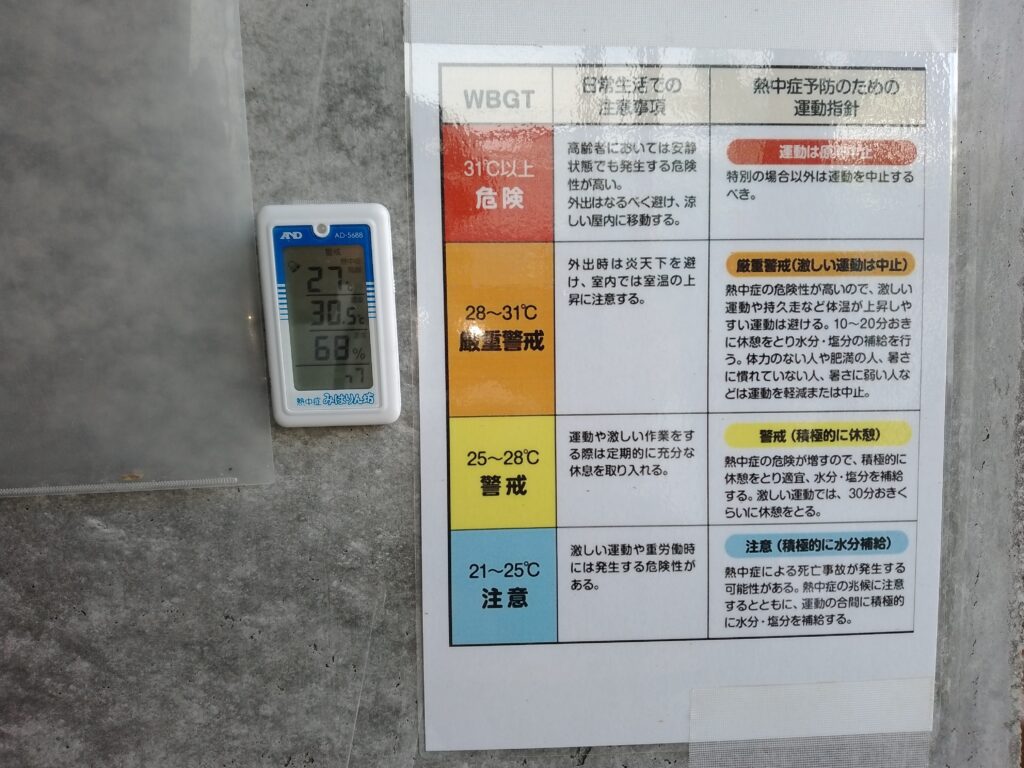 AND AD-5688
警戒
熱中症
27
30.5℃
68%
熱中症 みはりん坊
WBGT
日常生活での
注意事項
熱中症予防のための
運動指針
31℃以上
危険
高齢者においては安静
状態でも発生する危険
性が高い。
外出はなるべく避け、涼
しい屋内に移動する。
運動は原則中止
特別の場合以外は運動を中止する
べき。
28〜31℃
厳重警戒
外出時は炎天下を避
け、室内では室温の上
昇に注意する。
厳重警戒(激しい運動は中止)
熱中症の危険性が高いので、激しい
運動や持久走など体温が上昇しや
すい運動は避ける。10〜20分おき
に休憩をとり水分・塩分の補給を行
う。体力のない人や肥満の人、暑さ
に慣れていない人、暑さに弱い人な
どは運動を軽減または中止。
25〜28℃
警戒
運動や激しい作業をす
る際は定期的に充分な
休息を取り入れる。
警戒(積極的に休憩)
熱中症の危険が増すので、積極的に
休憩をとり適宜、水分・塩分を補給
する。激しい運動では、30分おきく
らいに休憩をとる。
21〜25℃
注意
激しい運動や重労働時
には発生する危険性が
ある。
注意(積極的に水分補給)
熱中症による死亡事故が発生する
可能性がある。熱中症の兆候に注意
するとともに、運動の合間に積極的
に水分・塩分を補給する。